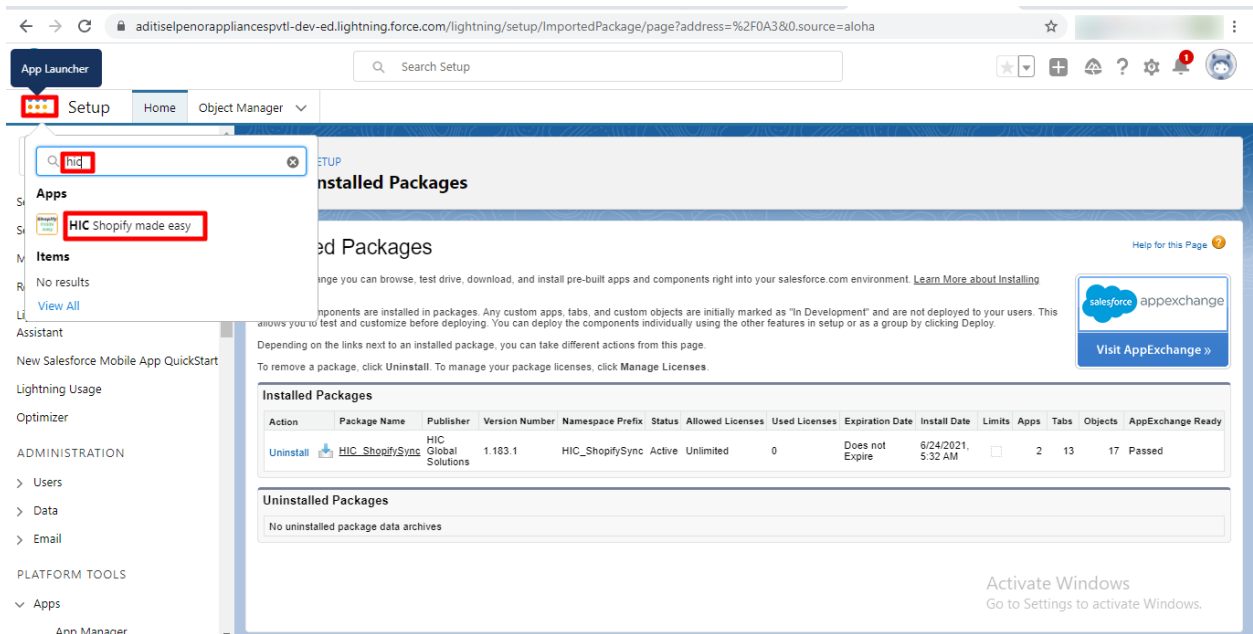 aditiselpenorappliancespvtl-dev-ed.lightning.force.com/lightning/setup/ImportedPackage/page?address=%2F0A3&0.source=aloha
App Launcher
Search Setup
1
Setup
Home
Object Manager
hic
Apps
HIC Shopify made easy
Items
No results
View All
Assistant
New Salesforce Mobile App QuickStart
Lightning Usage
Optimizer
ADMINISTRATION
Users
Data
Email
PLATFORM TOOLS
Apps
App Manager
ETUP
nstalled Packages
ed Packages
Help for this Page
ange you can browse, test drive, download, and install pre-built apps and components right into your salesforce.com environment. Learn More about Installing
mponents are installed in packages. Any custom apps, tabs, and custom objects are initially marked as "In Development" and are not deployed to your users. This
allows you to test and customize before deploying. You can deploy the components individually using the other features in setup or as a group by clicking Deploy.
Depending on the links next to an installed package, you can take different actions from this page.
To remove a package, click Uninstall. To manage your package licenses, click Manage Licenses.
salesforce appexchange
Visit AppExchange »
Installed Packages
Action Package Name Publisher Version Number Namespace Prefix Status Allowed Licenses Used Licenses Expiration Date Install Date Limits Apps Tabs Objects AppExchange Ready
Uninstall HIC_ShopifySync HIC Global Solutions 1.183.1 HIC_ShopifySync Active Unlimited 0 Does not Expire 6/24/2021, 5:32 AM 2 13 17 Passed
Uninstalled Packages
No uninstalled package data archives
Activate Windows
Go to Settings to activate Windows.